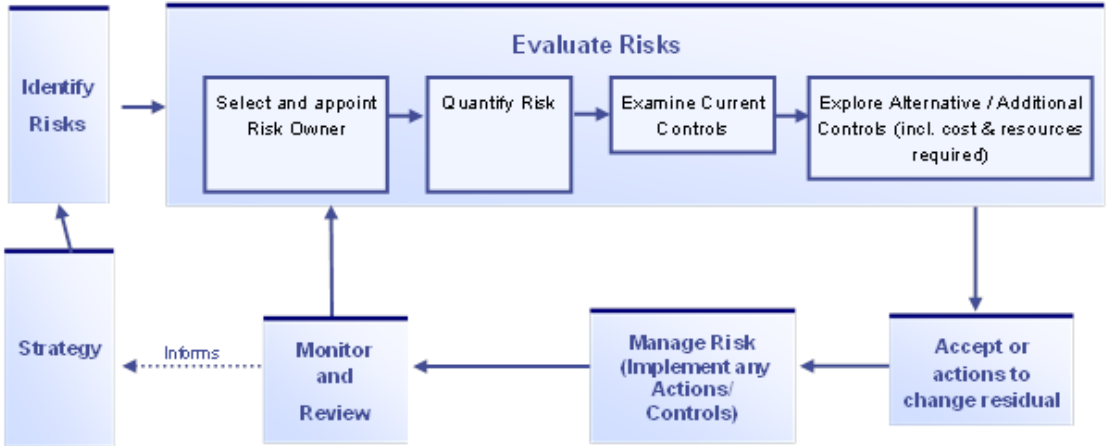 Evaluate Risks
Identify
Risks
Select and appoint
Risk Owner
Quantify Risk
Examine Current
Controls
Explore Alternative / Additional
Controls (incl. cost & resources
required)
Strategy
Informs
Monitor
and
Review
Manage Risk
(Implement any
Actions/
Controls)
Accept or
actions to
change residual